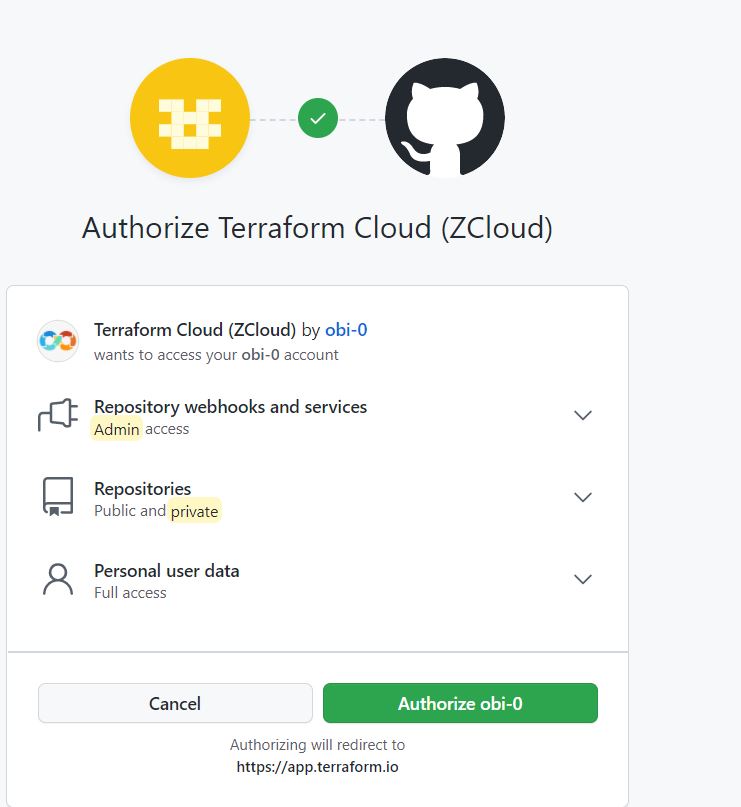 Authorize Terraform Cloud (ZCloud)
Terraform Cloud (ZCloud) by obi-0
wants to access your obi-0 account
Repository webhooks and services
Admin access
Repositories
Public and private
Personal user data
Full access
Cancel
Authorize obi-0
Authorizing will redirect to
https://app.terraform.io